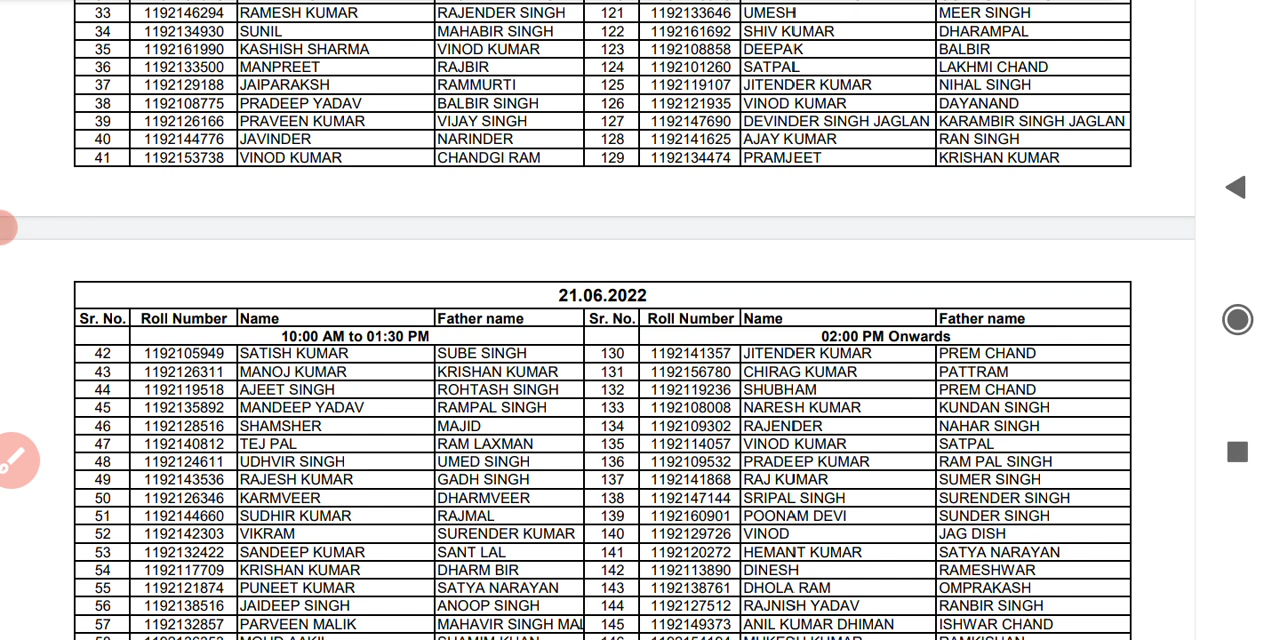 33 1192146294 RAMESH KUMAR RAJENDER SINGH 121 1192133646 UMESH MEER SINGH
34 1192134930 SUNIL MAHABIR SINGH 122 1192161692 SHIV KUMAR DHARAMPAL
35 1192161990 KASHISH SHARMA VINOD KUMAR 123 1192108858 DEEPAK BALBIR
36 1192133500 MANPREET RAJBIR 124 1192101260 SATPAL LAKHMI CHAND
37 1192129188 JAIPARAKSH RAMMURTI 125 1192119107 JITENDER KUMAR NIHAL SINGH
38 1192108775 PRADEEP YADAV BALBIR SINGH 126 1192121935 VINOD KUMAR DAYANAND
39 1192126166 PRAVEEN KUMAR VIJAY SINGH 127 1192147690 DEVINDER SINGH JAGLAN KARAMBIR SINGH JAGLAN
40 1192144776 JAVINDER NARINDER 128 1192141625 AJAY KUMAR RAN SINGH
41 1192153738 VINOD KUMAR CHANDGI RAM 129 1192134474 PRAMJEET KRISHAN KUMAR
21.06.2022
Sr. No. Roll Number Name Father name Sr. No. Roll Number Name Father name
10:00 AM to 01:30 PM 02:00 PM Onwards
42 1192105949 SATISH KUMAR SUBE SINGH 130 1192141357 JITENDER KUMAR PREM CHAND
43 1192126311 MANOJ KUMAR KRISHAN KUMAR 131 1192156780 CHIRAG KUMAR PATTRAM
44 1192119518 AJEET SINGH ROHTASH SINGH 132 1192119236 SHUBHAM PREM CHAND
45 1192135892 MANDEEP YADAV RAMPAL SINGH 133 1192108008 NARESH KUMAR KUNDAN SINGH
46 1192128516 SHAMSHER MAJID 134 1192109302 RAJENDER NAHAR SINGH
47 1192140812 TEJ PAL RAM LAXMAN 135 1192114057 VINOD KUMAR SATPAL
48 1192124611 UDHVIR SINGH UMED SINGH 136 1192109532 PRADEEP KUMAR RAM PAL SINGH
49 1192143536 RAJESH KUMAR GADH SINGH 137 1192141868 RAJ KUMAR SUMER SINGH
50 1192126346 KARMVEER DHARMVEER 138 1192147144 SRIPAL SINGH SURENDER SINGH
51 1192144660 SUDHIR KUMAR RAJMAL 139 1192160901 POONAM DEVI SUNDER SINGH
52 1192142303 VIKRAM SURENDER KUMAR 140 1192129726 VINOD JAG DISH
53 1192132422 SANDEEP KUMAR SANT LAL 141 1192120272 HEMANT KUMAR SATYA NARAYAN
54 1192117709 KRISHAN KUMAR DHARM BIR 142 1192113890 DINESH RAMESHWAR
55 1192121874 PUNEET KUMAR SATYA NARAYAN 143 1192138761 DHOLA RAM OMPRAKASH
56 1192138516 JAIDEEP SINGH ANOOP SINGH 144 1192127512 RAJNISH YADAV RANBIR SINGH
57 1192132857 PARVEEN MALIK MAHAVIR SINGH MAL 145 1192149373 ANIL KUMAR DHIMAN ISHWAR CHAND